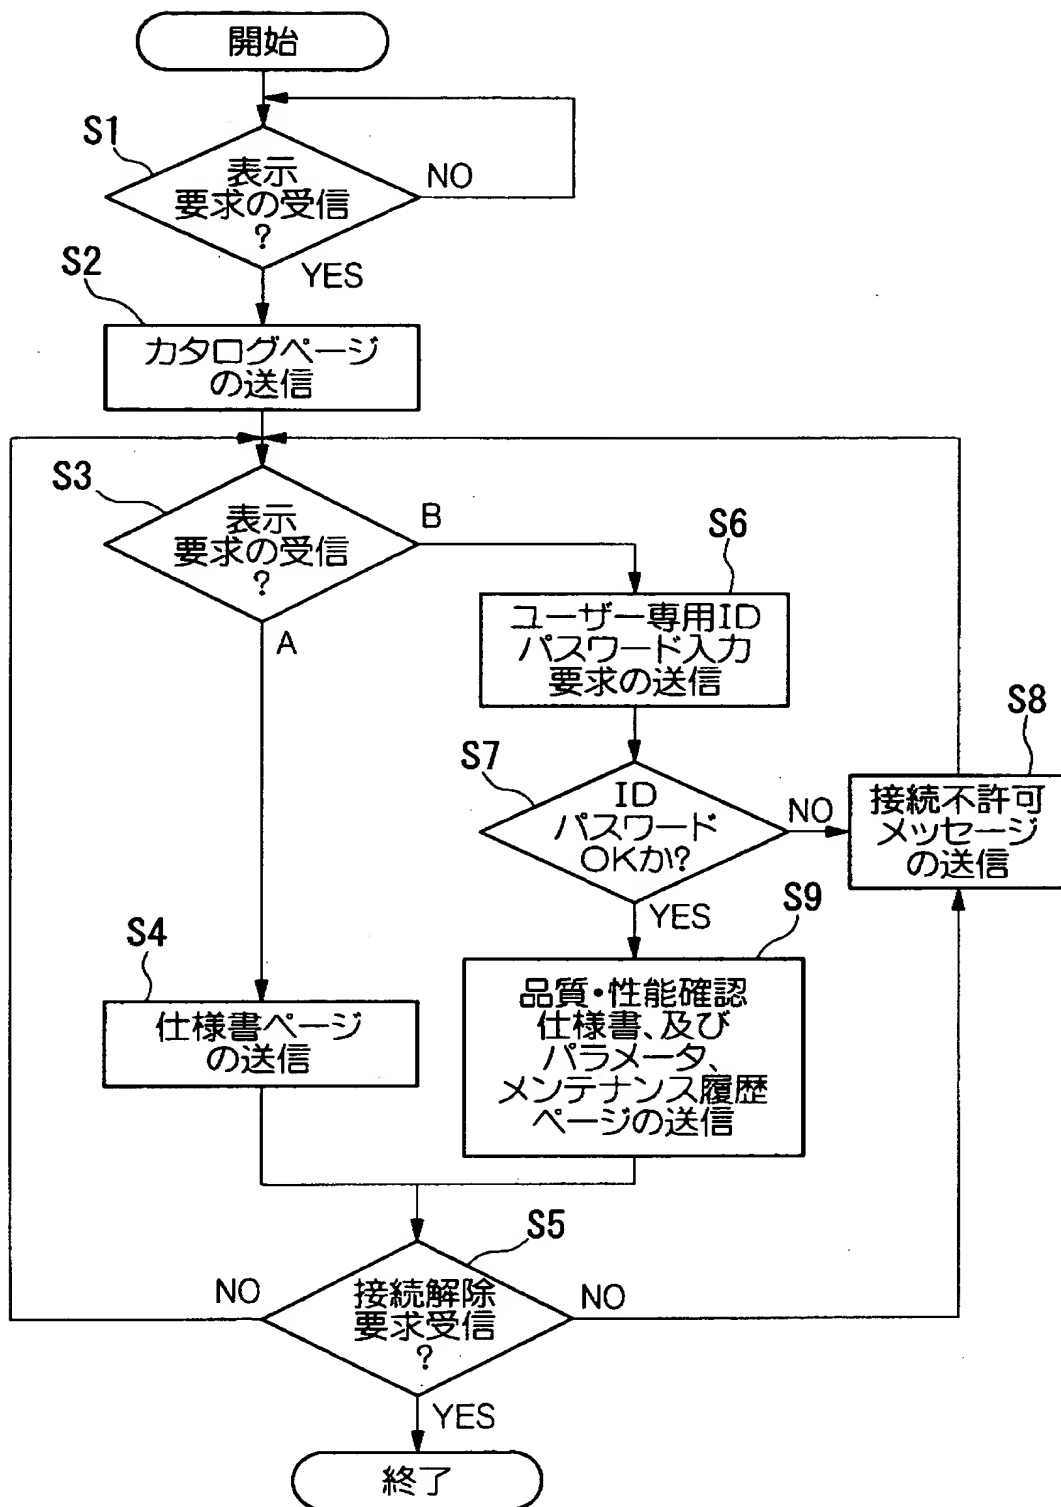 開始
S1
表示
要求の受信
?
NO
YES
S2
カタログページ
の送信
S3
表示
要求の受信
?
B
A
S6
ユーザー専用ID
パスワード入力
要求の送信
S7
ID
パスワード
OKか?
NO
YES
S8
接続不許可
メッセージ
の送信
S9
品質・性能確認
仕様書、及び
パラメータ、
メンテナンス履歴
ページの送信
S4
仕様書ページ
の送信
S5
接続解除
要求受信
?
NO
NO
YES
終了